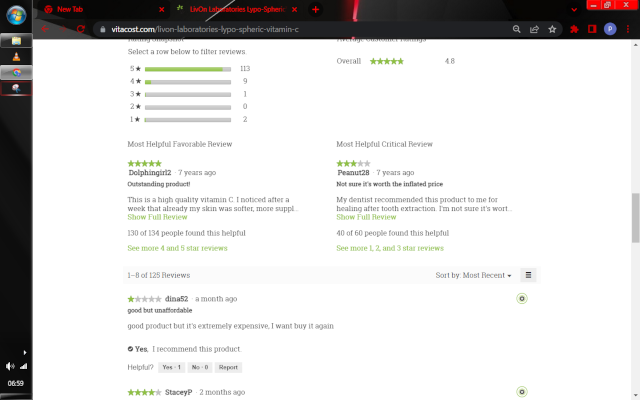 New Tab
LivOn Laboratories Lypo-Spheric
vitacost.com/livon-laboratories-lypo-spheric-vitamin-c
P
Select a row below to filter reviews.
Overall ★★★★★ 4.8
5 ★ 113
4 ★ 9
3 ★ 1
2 ★ 0
1 ★ 2
Most Helpful Favorable Review
Dolphingirl2 · 7 years ago
Outstanding product!
This is a high quality vitamin C. I noticed after a
week that already my skin was softer, more suppl...
Show Full Review
130 of 134 people found this helpful
See more 4 and 5 star reviews
Most Helpful Critical Review
Peanut28 · 7 years ago
Not sure it's worth the inflated price
My dentist recommended this product to me for
healing after tooth extraction. I'm not sure it's wort...
Show Full Review
40 of 60 people found this helpful
See more 1, 2, and 3 star reviews
1–8 of 125 Reviews
Sort by: Most Recent
dina52 · a month ago
good but unaffordable
good product but it's extremely expensive, I want buy it again
Yes, I recommend this product.
Helpful? Yes · 1 No · 0 Report
StaceyP · 2 months ago
06:59